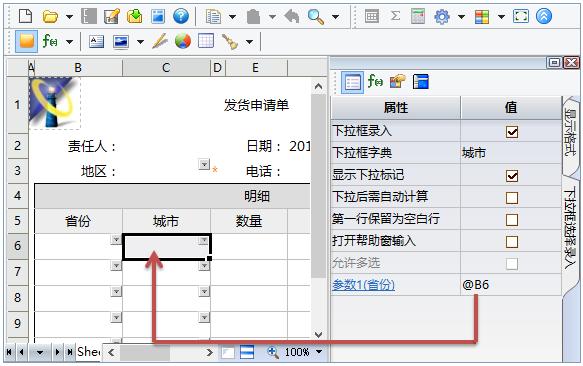 f(x)
A B C D E
1 发货申请单
2 责任人： 日期： 201
3 地区： * 电话：
4 明细
5 省份 城市 数量
6
7
8
9
Shee
100%
f(x)
属性 值
下拉框录入
下拉框字典 城市
显示下拉标记
下拉后需自动计算
第一行保留为空白行
打开帮助窗输入
允许多选
参数1(省份) @B6
显示格式
下拉框选择录入